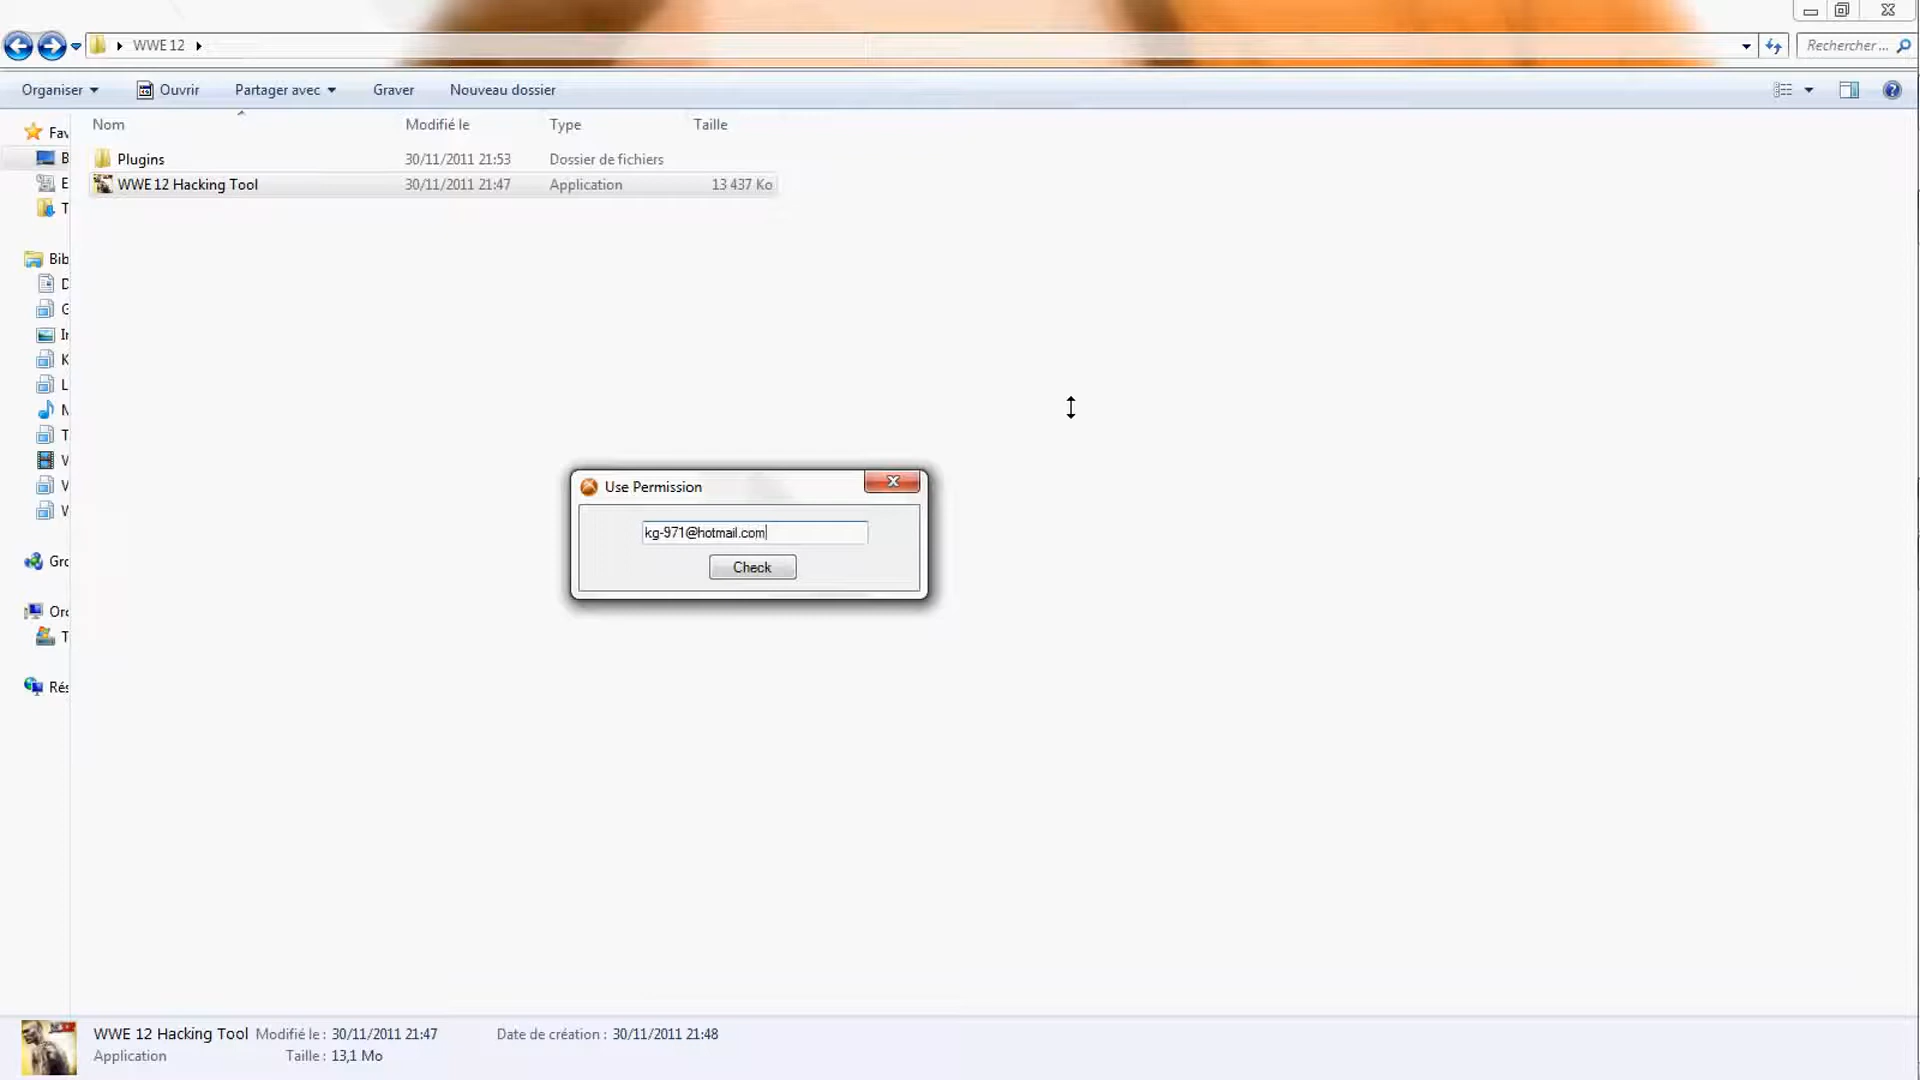 WWE 12
Rechercher ...
Organiser Ouvrir Partager avec Graver Nouveau dossier
Nom Modifié le Type Taille
Fav
Plugins 30/11/2011 21:53 Dossier de fichiers
B
WWE 12 Hacking Tool 30/11/2011 21:47 Application 13 437 Ko
E
T
Bib
D
G
Ir
K
L
M
T
V
V
V
Use Permission
kg-971@hotmail.com
Check
Gro
Ord
T
Rés
WWE 12 Hacking Tool Modifié le : 30/11/2011 21:47 Date de création : 30/11/2011 21:48
Application Taille : 13,1 Mo